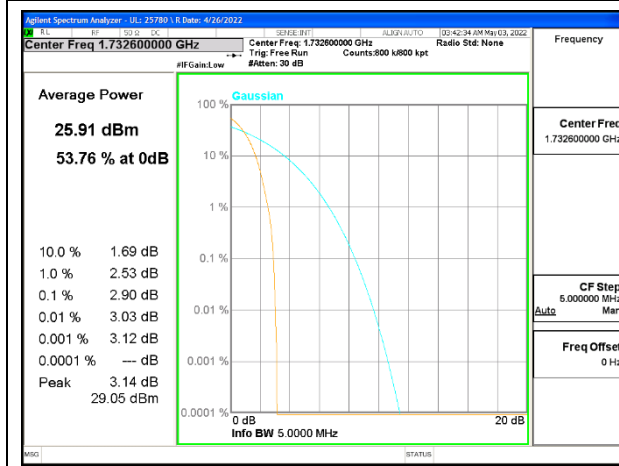 Agilent Spectrum Analyzer - UL: 25780 \ R Date: 4/26/2022
RL RF 50 Ω DC SENSE:INT ALIGN AUTO 03:42:34 AM May 03, 2022
Center Freq 1.732600000 GHz
Center Freq: 1.732600000 GHz
Radio Std: None
Trig: Free Run
Counts:800 k/800 kpt
#IFGain:Low
#Atten: 30 dB
Frequency
Average Power
25.91 dBm
53.76 % at 0dB
10.0 % 1.69 dB
1.0 % 2.53 dB
0.1 % 2.90 dB
0.01 % 3.03 dB
0.001 % 3.12 dB
0.0001 % --- dB
Peak 3.14 dB
29.05 dBm
Gaussian
100 %
10 %
1 %
0.1 %
0.01 %
0.001 %
0.0001 %
0 dB
20 dB
Info BW 5.0000 MHz
Center Freq
1.732600000 GHz
CF Step
5.000000 MHz
Auto Man
Freq Offset
0 Hz
MSG
STATUS